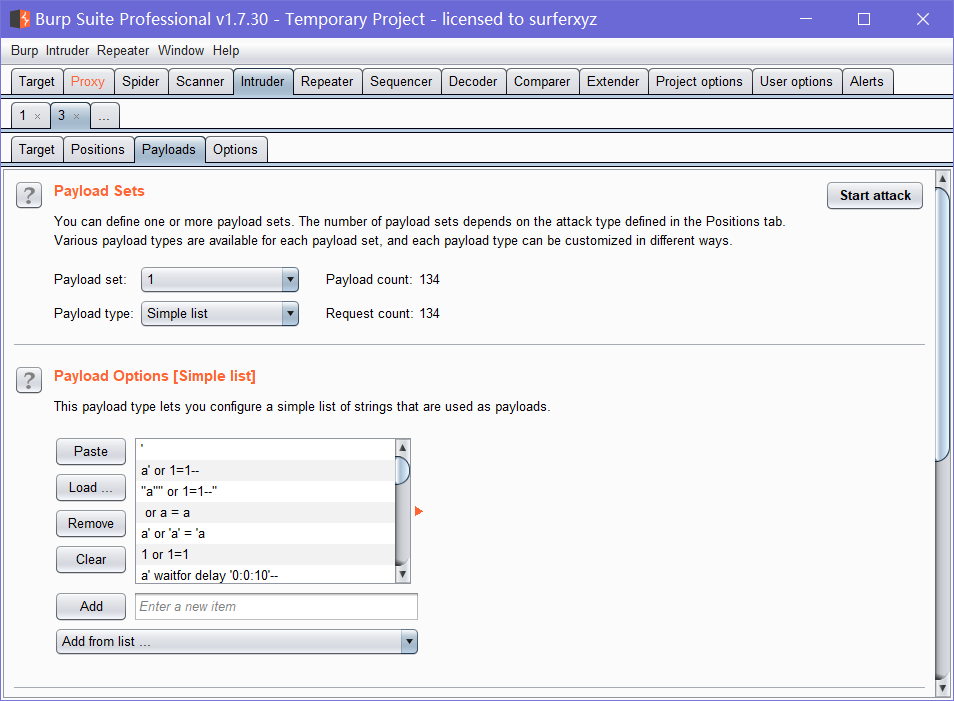 Burp Suite Professional v1.7.30 - Temporary Project - licensed to surferxyz
Burp Intruder Repeater Window Help
Target Proxy Spider Scanner Intruder Repeater Sequencer Decoder Comparer Extender Project options User options Alerts
1 × 3 × ...
Target Positions Payloads Options
? Payload Sets Start attack
You can define one or more payload sets. The number of payload sets depends on the attack type defined in the Positions tab.
Various payload types are available for each payload set, and each payload type can be customized in different ways.
Payload set: 1 Payload count: 134
Payload type: Simple list Request count: 134
? Payload Options [Simple list]
This payload type lets you configure a simple list of strings that are used as payloads.
Paste
Load ...
Remove
Clear
'
a' or 1=1--
"a"" or 1=1--"
or a = a
a' or 'a' = 'a
1 or 1=1
a' waitfor delay '0:0:10'--
Add Enter a new item
Add from list ...